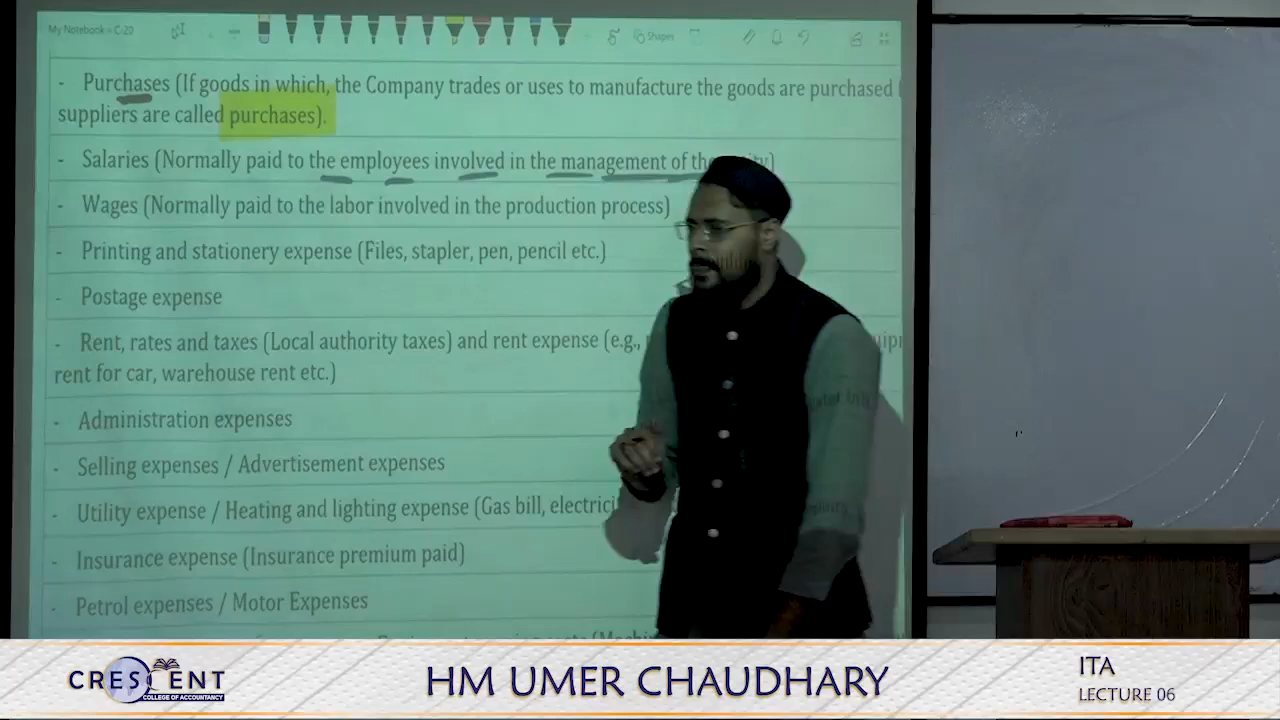 My Notebook » C-20
Shapes
- Purchases (If goods in which, the Company trades or uses to manufacture the goods are purchased
suppliers are called purchases).
- Salaries (Normally paid to the employees involved in the management of the
- Wages (Normally paid to the labor involved in the production process)
- Printing and stationery expense (Files, stapler, pen, pencil etc.)
- Postage expense
- Rent, rates and taxes (Local authority taxes) and rent expense (e.g.,
rent for car, warehouse rent etc.)
- Administration expenses
- Selling expenses / Advertisement expenses
- Utility expense / Heating and lighting expense (Gas bill,
- Insurance expense (Insurance premium paid)
- Petrol expenses / Motor Expenses
CRESCENT
COLLEGE OF ACCOUNTANCY
HM UMER CHAUDHARY
ITA
LECTURE 06